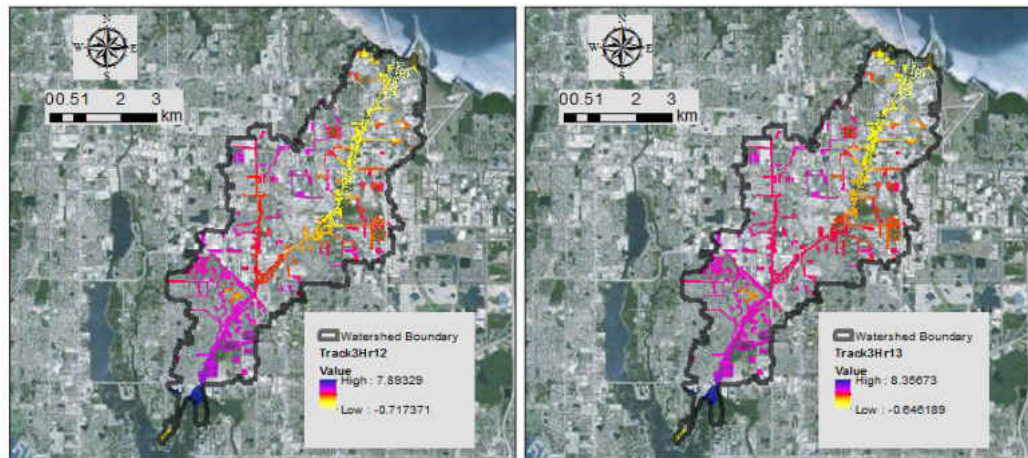 N
W E
S
00.51 2 3
km
Watershed Boundary
Track3Hr12
Value
High : 7.89329
Low : -0.717371
N
W E
S
00.51 2 3
km
Watershed Boundary
Track3Hr13
Value
High : 8.35673
Low : -0.646189